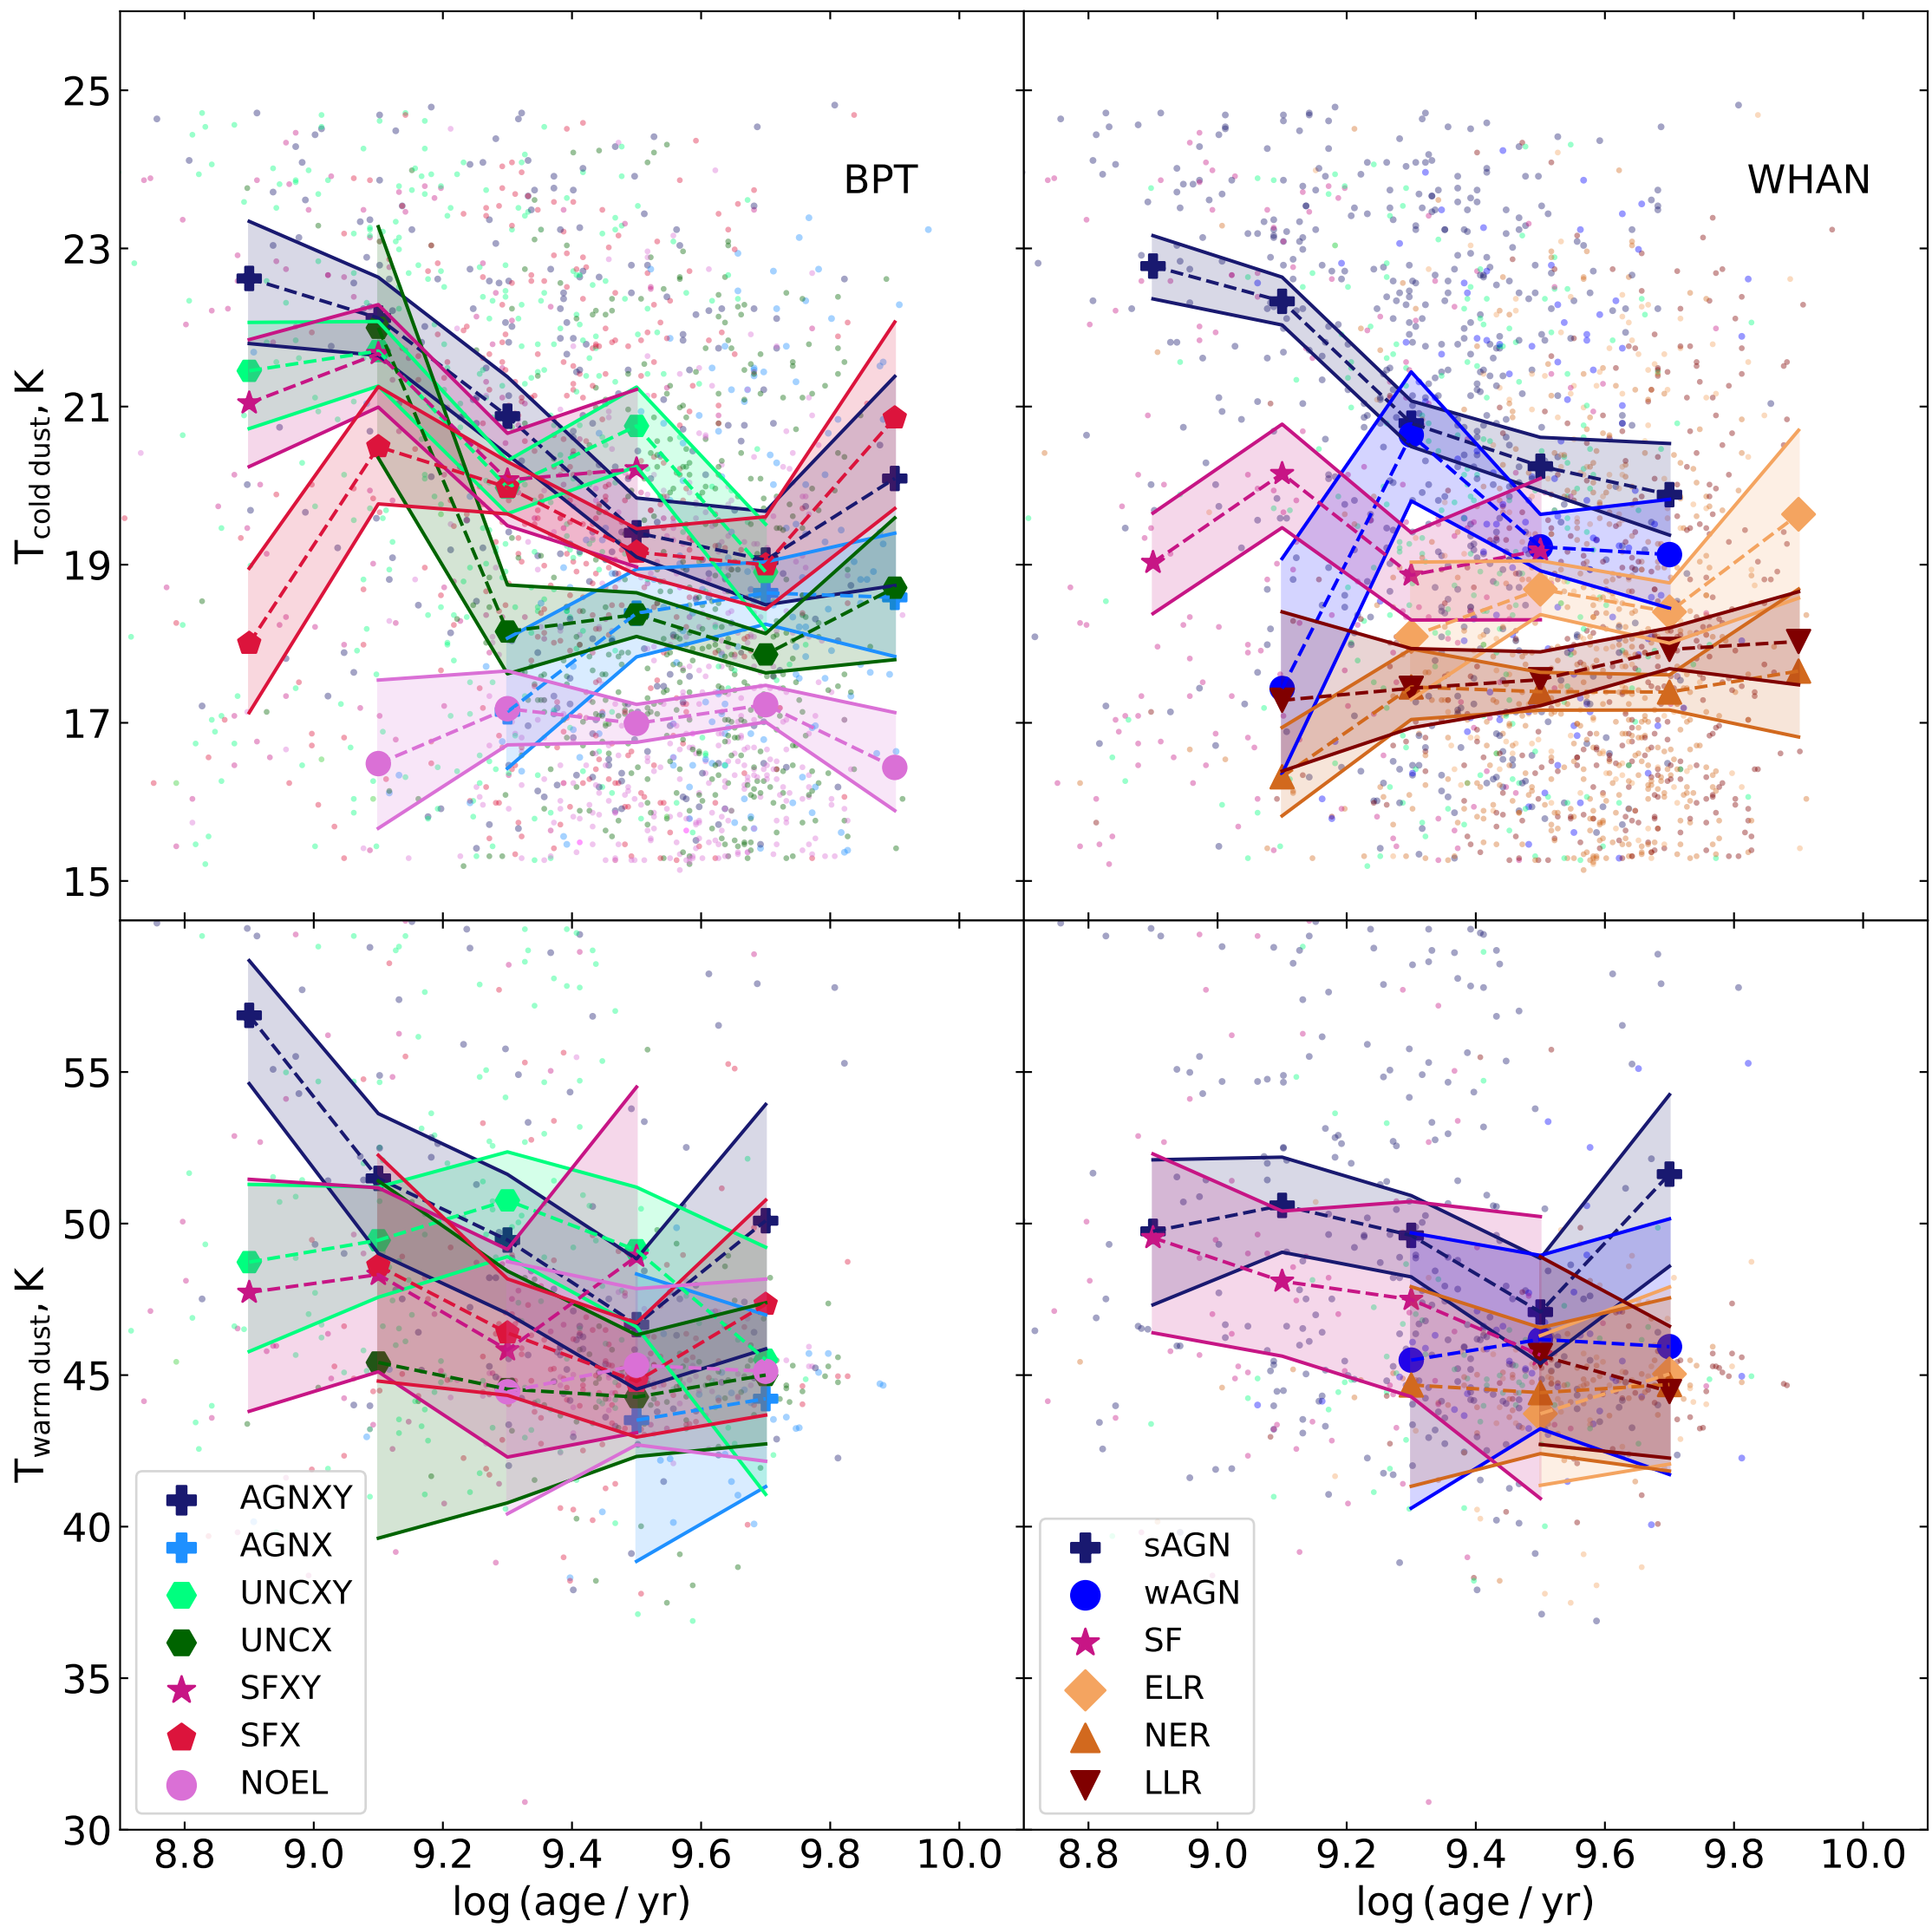 BPT
WHAN
25
23
21
19
17
15
T cold dust, K
55
50
45
40
35
30
T warm dust, K
AGNXY
AGNX
UNCXY
UNCX
SFXY
SFX
NOEL
sAGN
wAGN
SF
ELR
NER
LLR
8.8 9.0 9.2 9.4 9.6 9.8 10.0
8.8 9.0 9.2 9.4 9.6 9.8 10.0
log (age / yr)
log (age / yr)